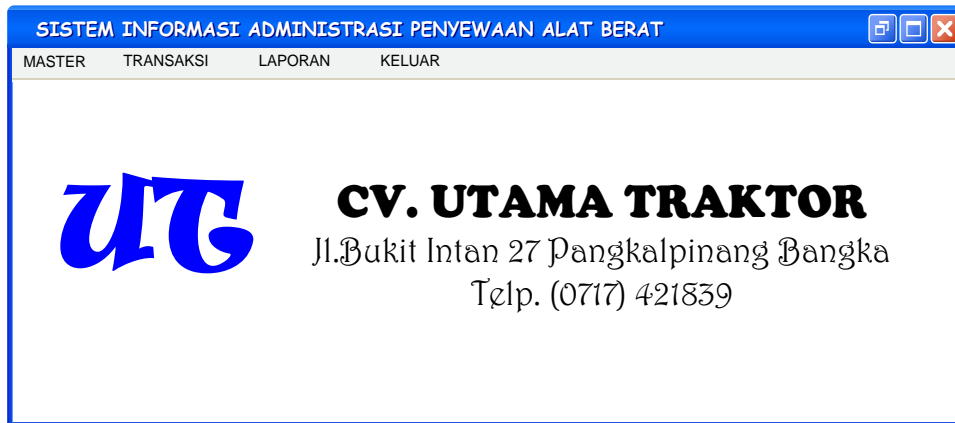 SISTEM INFORMASI ADMINISTRASI PENYEWAAN ALAT BERAT
MASTER TRANSAKSI LAPORAN KELUAR
UT
CV. UTAMA TRAKTOR
Jl.Bukit Intan 27 Pangkalpinang Bangka
Telp. (0717) 421839